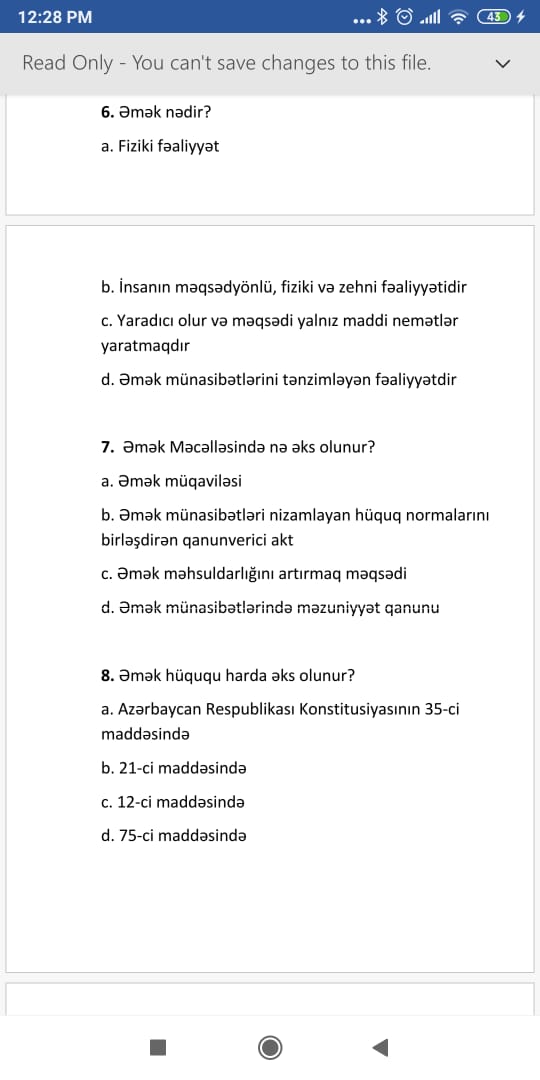 12:28 PM
43
Read Only - You can't save changes to this file.
6. Əmək nədir?
a. Fiziki fəaliyyət
b. İnsanın məqsədyönlü, fiziki və zehni fəaliyyətidir
c. Yaradıcı olur və məqsədi yalnız maddi nemətlər
yaratmaqdır
d. Əmək münasibətlərini tənzimləyən fəaliyyətdir
7. Əmək Məcəlləsində nə əks olunur?
a. Əmək müqaviləsi
b. Əmək münasibətləri nizamlayan hüquq normalarını
birləşdirən qanunverici akt
c. Əmək məhsuldarlığını artırmaq məqsədi
d. Əmək münasibətlərində məzuniyyət qanunu
8. Əmək hüququ harda əks olunur?
a. Azərbaycan Respublikası Konstitusiyasının 35-ci
maddəsində
b. 21-ci maddəsində
c. 12-ci maddəsində
d. 75-ci maddəsində